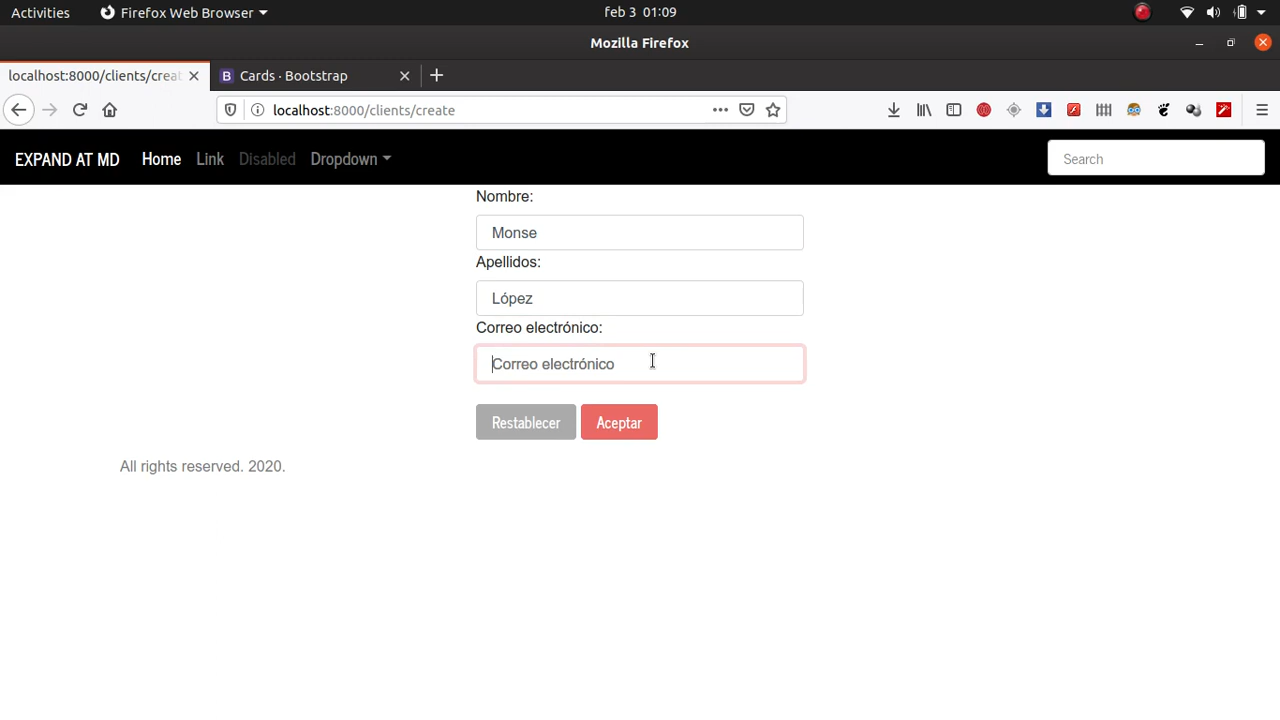 Activities Firefox Web Browser feb 3 01:09
Mozilla Firefox
localhost:8000/clients/creat Cards · Bootstrap
localhost:8000/clients/create
EXPAND AT MD Home Link Disabled Dropdown Search
Nombre:
Monse
Apellidos:
López
Correo electrónico:
Correo electrónico
Restablecer Aceptar
All rights reserved. 2020.